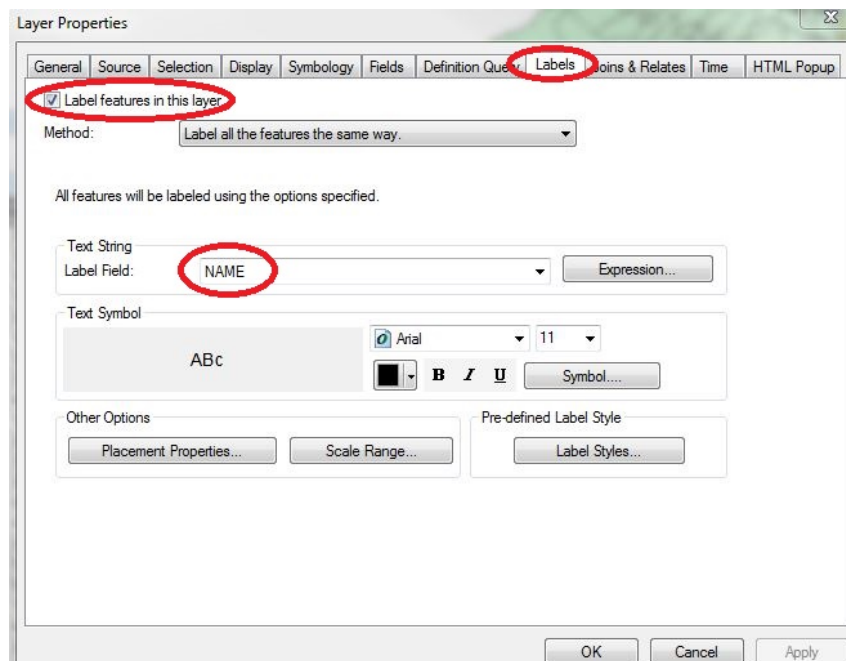 Layer Properties
General Source Selection Display Symbology Fields Definition Query Labels Joins & Relates Time HTML Popup
Label features in this layer
Method: Label all the features the same way.
All features will be labeled using the options specified.
Text String
Label Field: NAME Expression...
Text Symbol
ABc
Arial 11
B I U Symbol....
Other Options Pre-defined Label Style
Placement Properties... Scale Range... Label Styles...
OK Cancel Apply